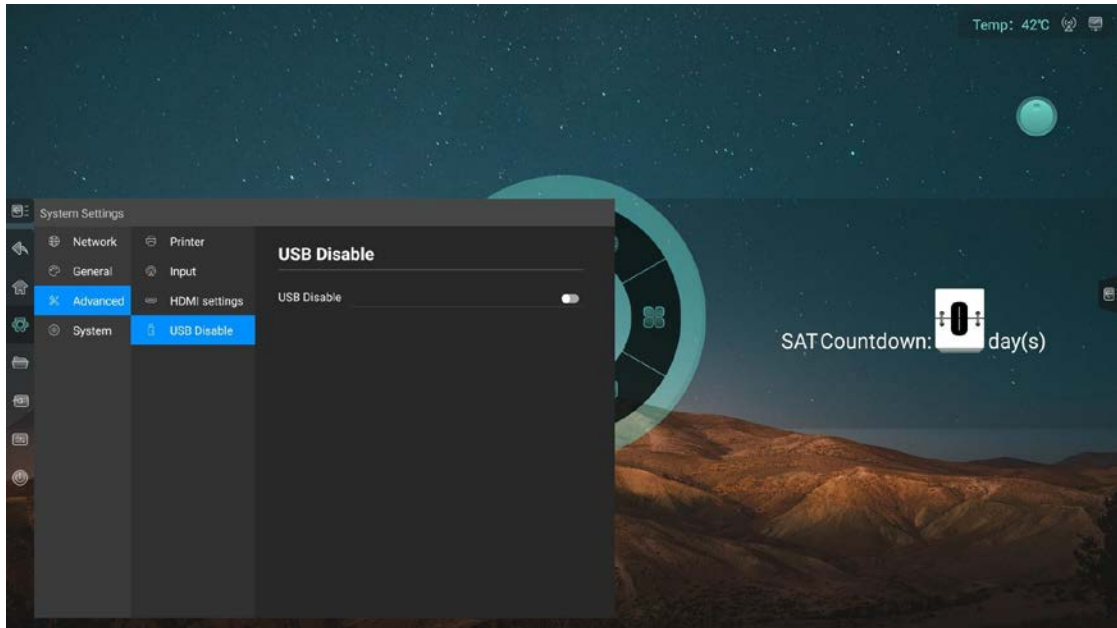 Temp: 42℃
System Settings
Network
General
Advanced
System
Printer
Input
HDMI settings
USB Disable
USB Disable
USB Disable
SAT Countdown: 0 day(s)